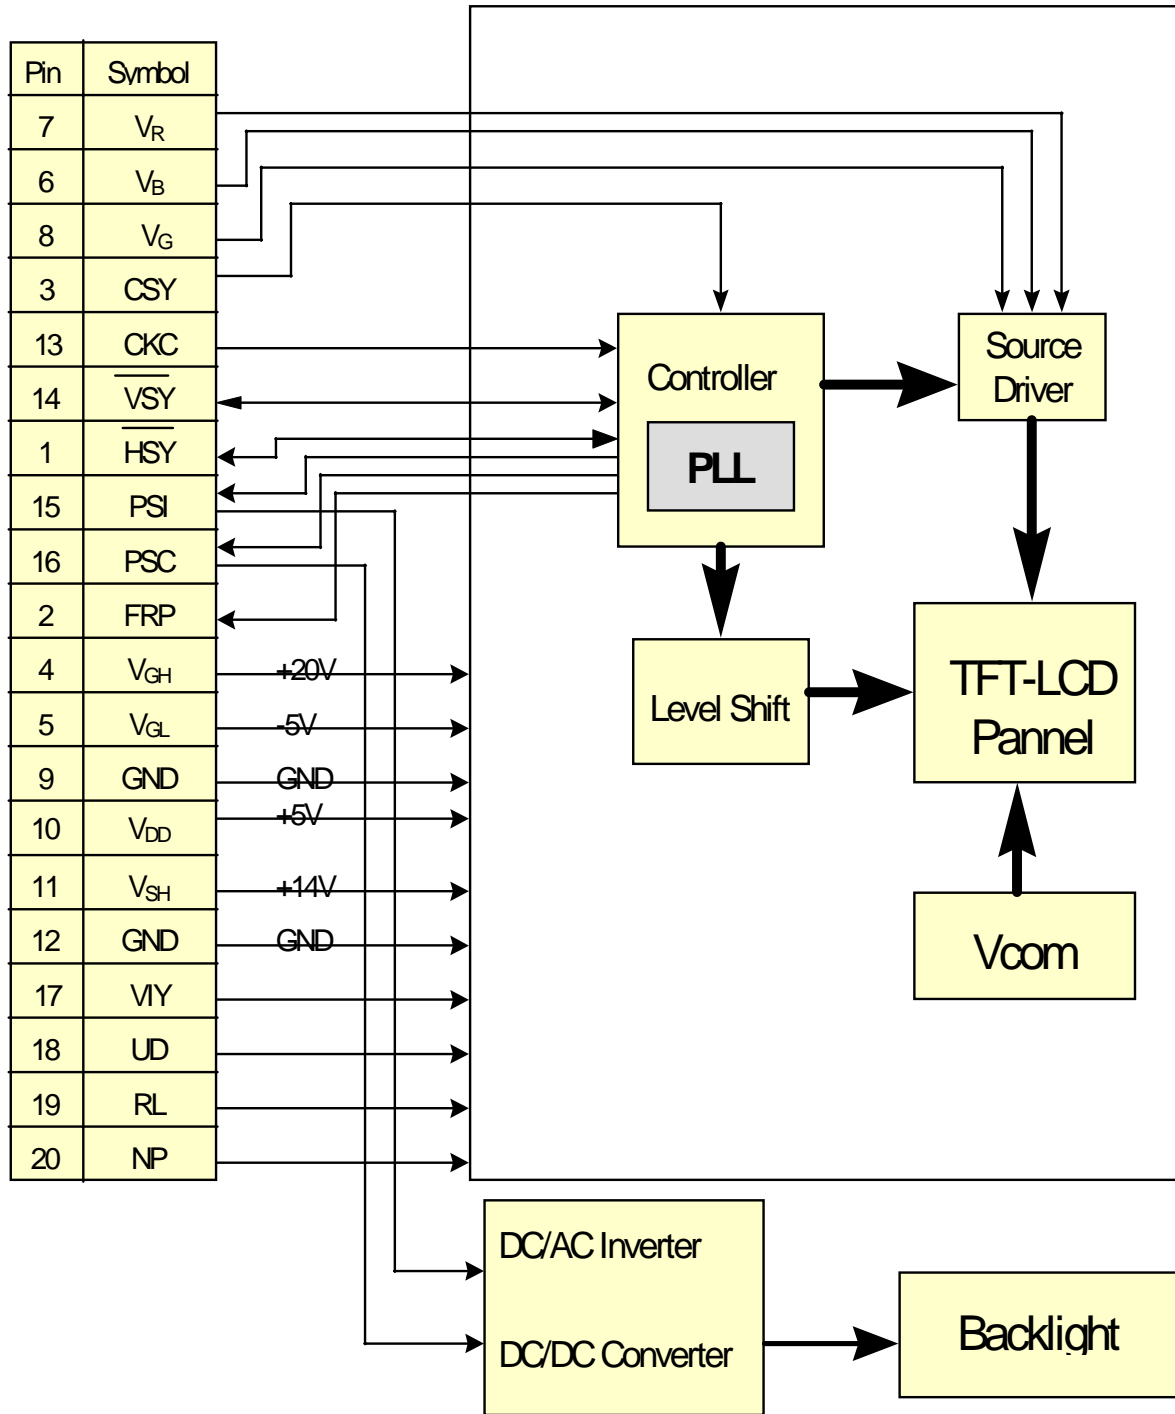 Pin Symbol
7 VR
6 VB
8 VG
3 CSY
13 CKC
14 VSY
1 HSY
15 PSI
16 PSC
2 FRP
4 VGH +20V
5 VGL -5V
9 GND GND
10 VDD +5V
11 VSH +14V
12 GND GND
17 VIY
18 UD
19 RL
20 NP
Controller
PLL
Source
Driver
Level Shift
TFT-LCD
Pannel
Vcom
DC/AC Inverter
DC/DC Converter
Backlight